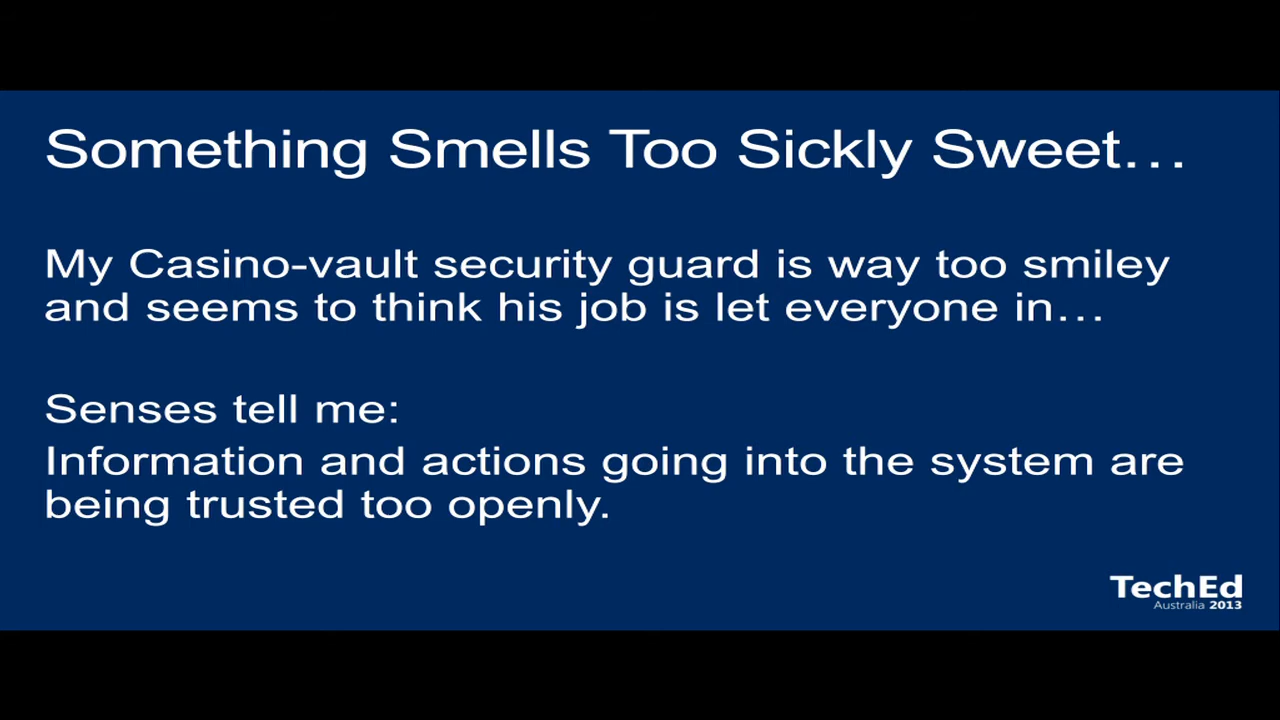 Something Smells Too Sickly Sweet…
My Casino-vault security guard is way too smiley
and seems to think his job is let everyone in…
Senses tell me:
Information and actions going into the system are
being trusted too openly.
TechEd
Australia 2013